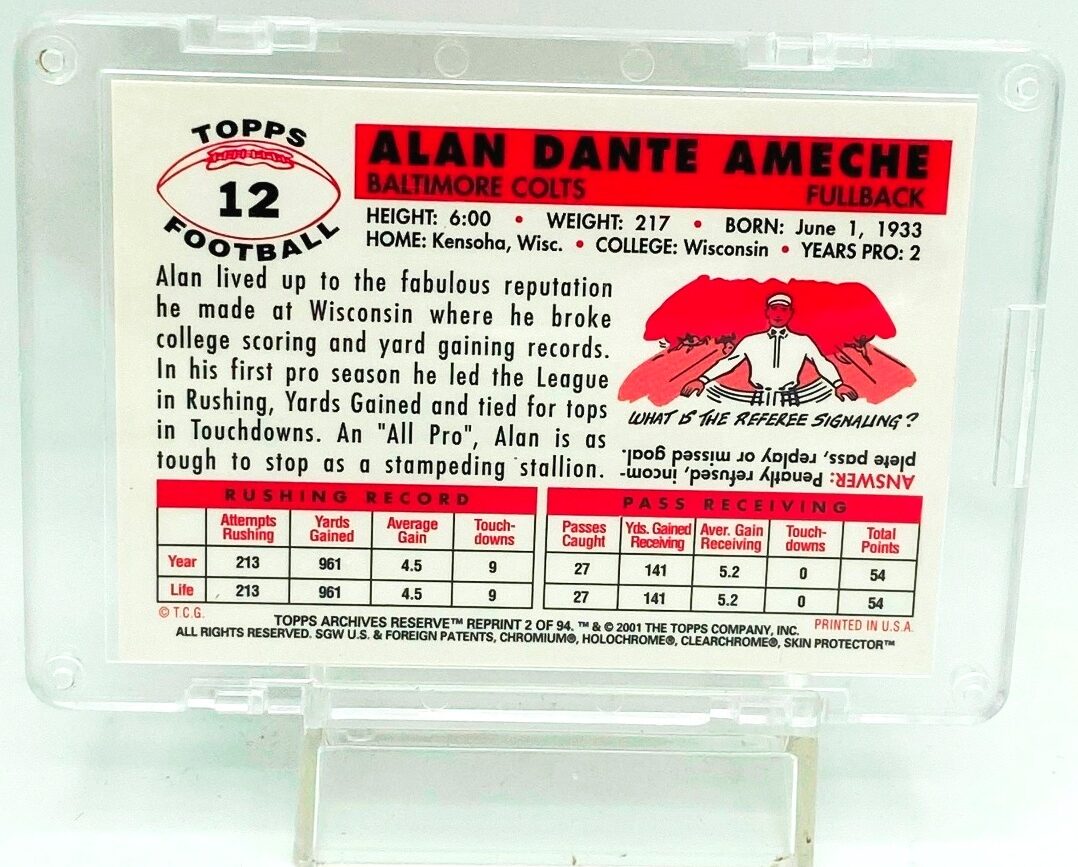 TOPPS
12
FOOTBALL
ALAN DANTE AMECHE
BALTIMORE COLTS FULLBACK
HEIGHT: 6:00 • WEIGHT: 217 • BORN: June 1, 1933
HOME: Kensoha, Wisc. • COLLEGE: Wisconsin • YEARS PRO: 2
Alan lived up to the fabulous reputation
he made at Wisconsin where he broke
college scoring and yard gaining records.
In his first pro season he led the League
in Rushing, Yards Gained and tied for tops
in Touchdowns. An "All Pro", Alan is as
tough to stop as a stampeding stallion.
WHAT IS THE REFEREE SIGNALING?
ANSWER: Penatly refused, incom-
plete pass, replay or missed goal.
RUSHING RECORD
Attempts Rushing Yards Gained Average Gain Touch-downs
Year 213 961 4.5 9
Life 213 961 4.5 9
PASS RECEIVING
Passes Caught Yds. Gained Receiving Aver. Gain Receiving Touch-downs Total Points
27 141 5.2 0 54
27 141 5.2 0 54
© T.C.G.
TOPPS ARCHIVES RESERVE™ REPRINT 2 OF 94. ™ & © 2001 THE TOPPS COMPANY, INC.
PRINTED IN U.S.A.
ALL RIGHTS RESERVED. SGW U.S. & FOREIGN PATENTS, CHROMIUM®, HOLOCHROME®, CLEARCHROME®, SKIN PROTECTOR™